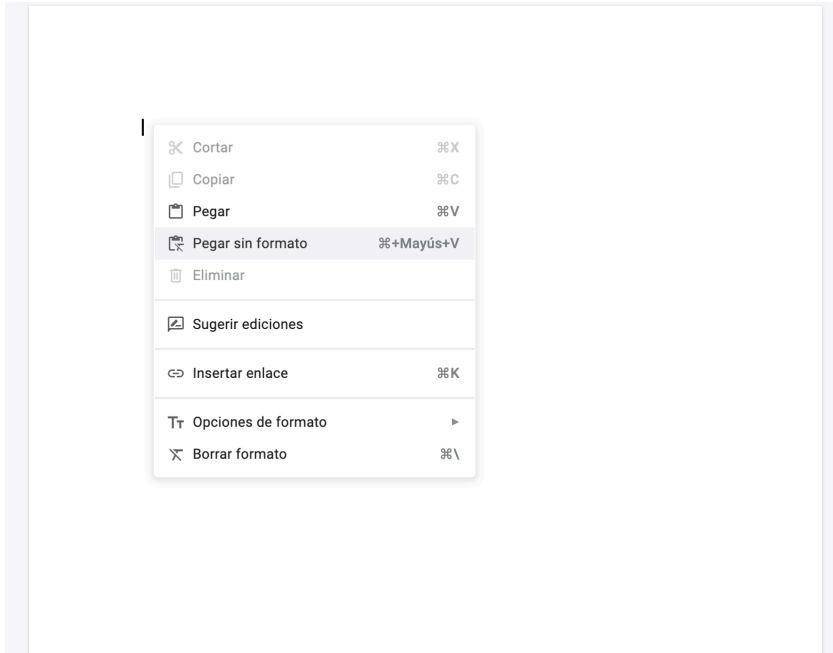 Cortar ⌘X
Copiar ⌘C
Pegar ⌘V
Pegar sin formato ⌘+Mayús+V
Eliminar
Sugerir ediciones
Insertar enlace ⌘K
Opciones de formato ►
Borrar formato ⌘\